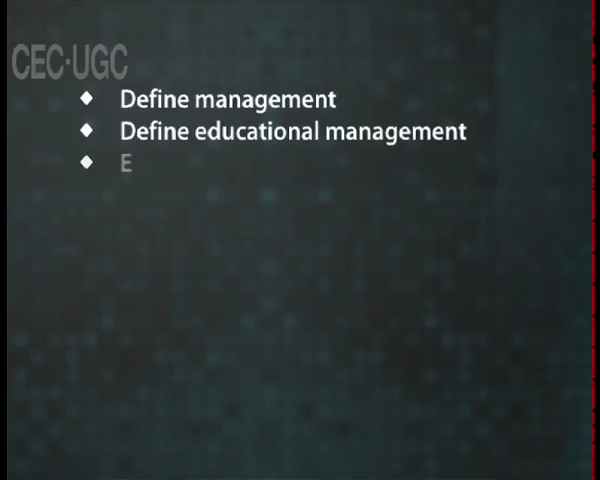 CEC-UGC
Define management
Define educational management
E